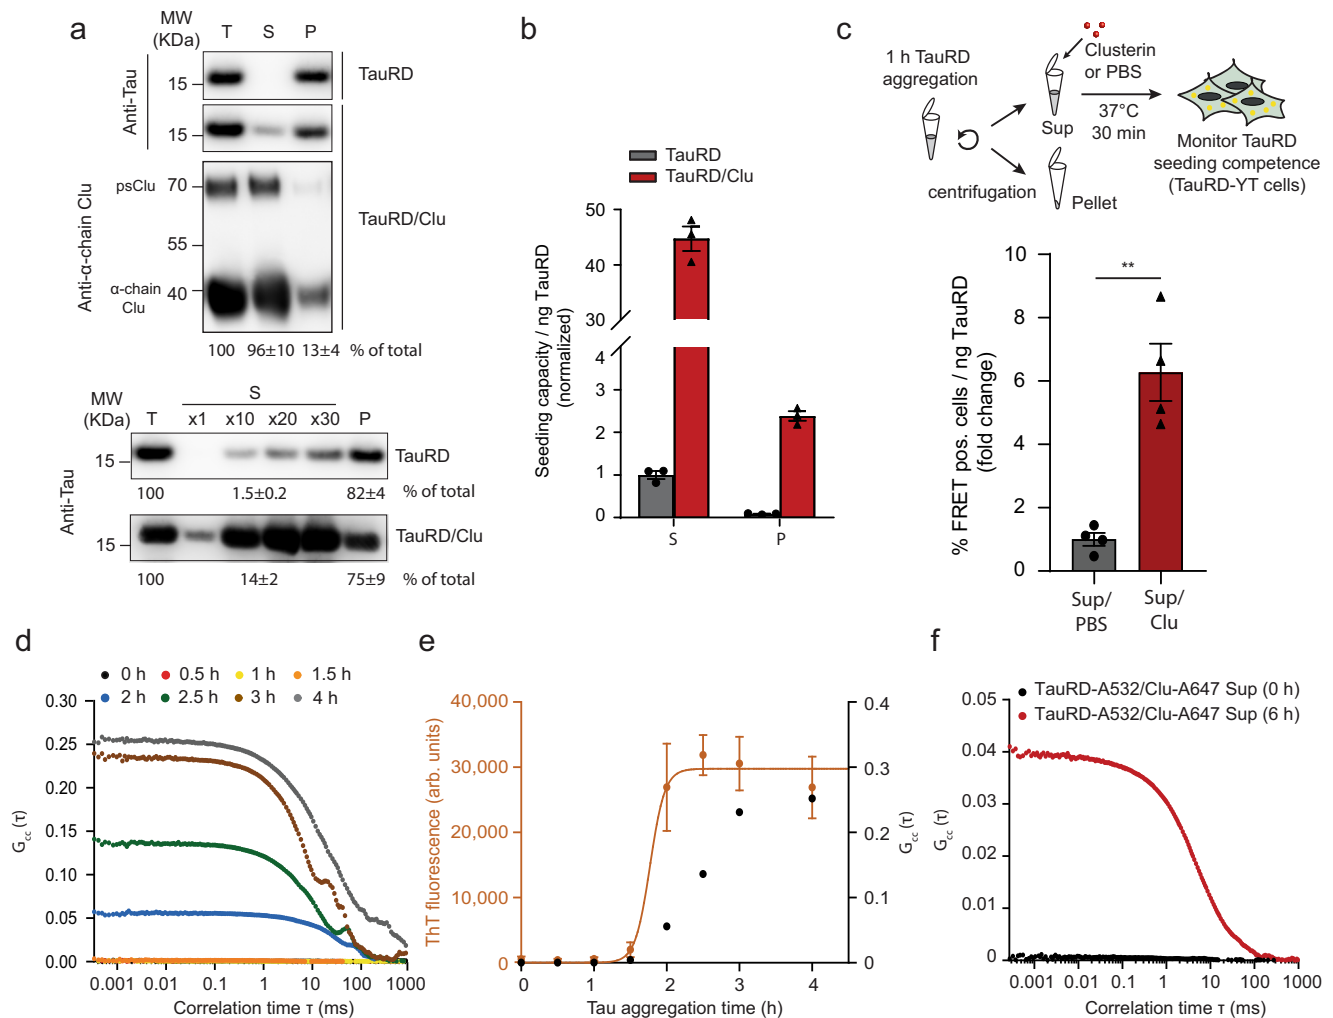 a
MW
(KDa)
T S P
Anti-Tau
15
TauRD
15
Anti-α-chain Clu
psClu
70
55
α-chain
Clu
40
TauRD/Clu
100 96±10 13±4 % of total
MW
(KDa)
S
T x1 x10 x20 x30 P
Anti-Tau
15
TauRD
100 1.5±0.2 82±4 % of total
15
TauRD/Clu
100 14±2 75±9 % of total
b
TauRD
TauRD/Clu
Seeding capacity / ng TauRD
(normalized)
50
40
30
4
3
2
1
0
S P
c
1 h TauRD
aggregation
Clusterin
or PBS
Sup
37°C
30 min
centrifugation
Pellet
Monitor TauRD
seeding competence
(TauRD-YT cells)
% FRET pos. cells / ng TauRD
(fold change)
10
8
6
4
2
0
**
Sup/
PBS
Sup/
Clu
d
0 h 0.5 h 1 h 1.5 h
2 h 2.5 h 3 h 4 h
Gcc (τ)
0.30
0.25
0.20
0.15
0.10
0.05
0.00
0.001 0.01 0.1 1 10 100 1000
Correlation time τ (ms)
e
ThT fluorescence (arb. units)
40,000
30,000
20,000
10,000
0
0.4
0.3
0.2
0.1
0
Gcc (τ)
0 1 2 3 4
Tau aggregation time (h)
f
TauRD-A532/Clu-A647 Sup (0 h)
TauRD-A532/Clu-A647 Sup (6 h)
Gcc (τ)
0.05
0.04
0.03
0.02
0.01
0
0.001 0.01 0.1 1 10 100 1000
Correlation time τ (ms)